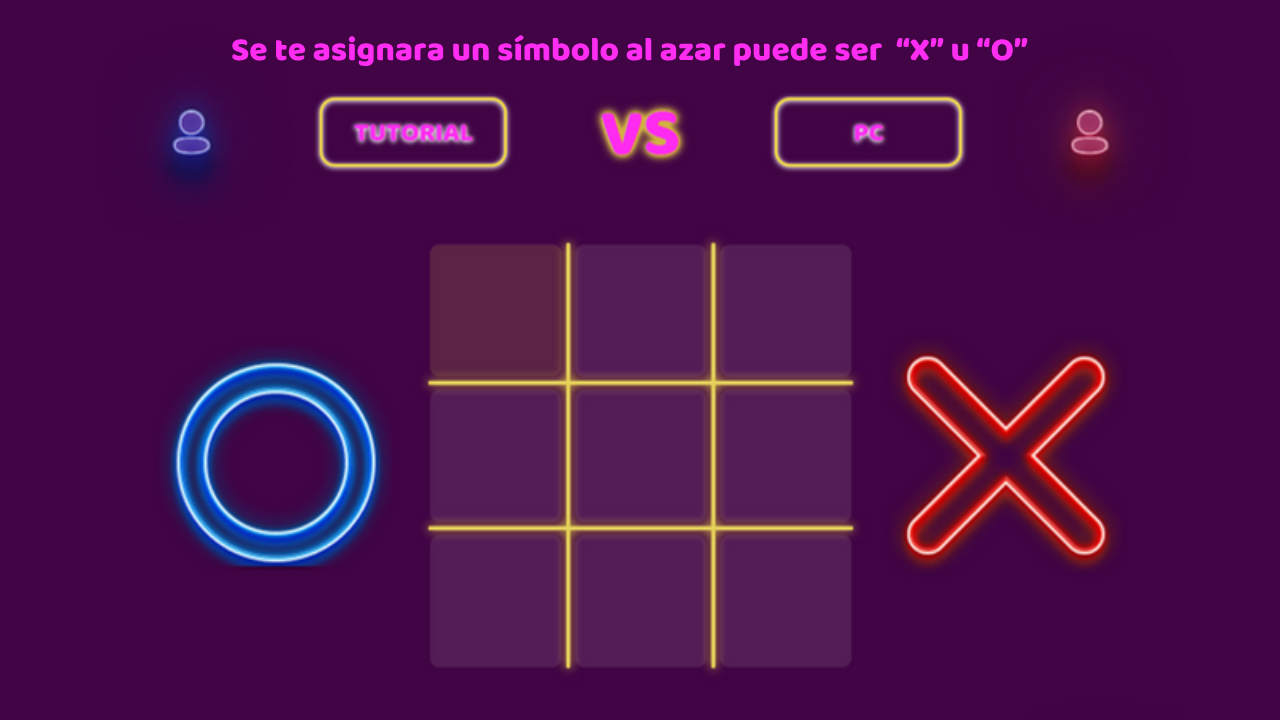 Se te asignara un símbolo al azar puede ser “X” u “O”
TUTORIAL VS PC